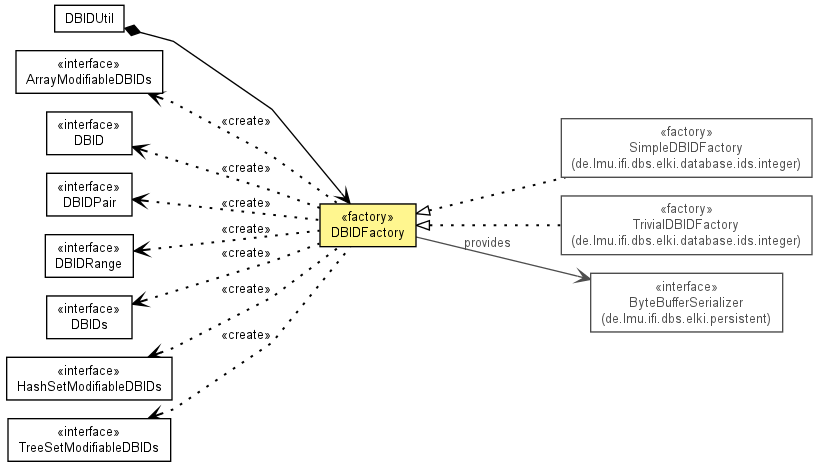 DBIDUtil
«interface»
ArrayModifiableDBIDs
«interface»
DBID
«interface»
DBIDPair
«interface»
DBIDRange
«interface»
DBIDs
«interface»
HashSetModifiableDBIDs
«interface»
TreeSetModifiableDBIDs
«create»
«create»
«create»
«create»
«create»
«create»
«create»
«factory»
DBIDFactory
provides
«factory»
SimpleDBIDFactory
(de.lmu.ifi.dbs.elki.database.ids.integer)
«factory»
TrivialDBIDFactory
(de.lmu.ifi.dbs.elki.database.ids.integer)
«interface»
ByteBufferSerializer
(de.lmu.ifi.dbs.elki.persistent)